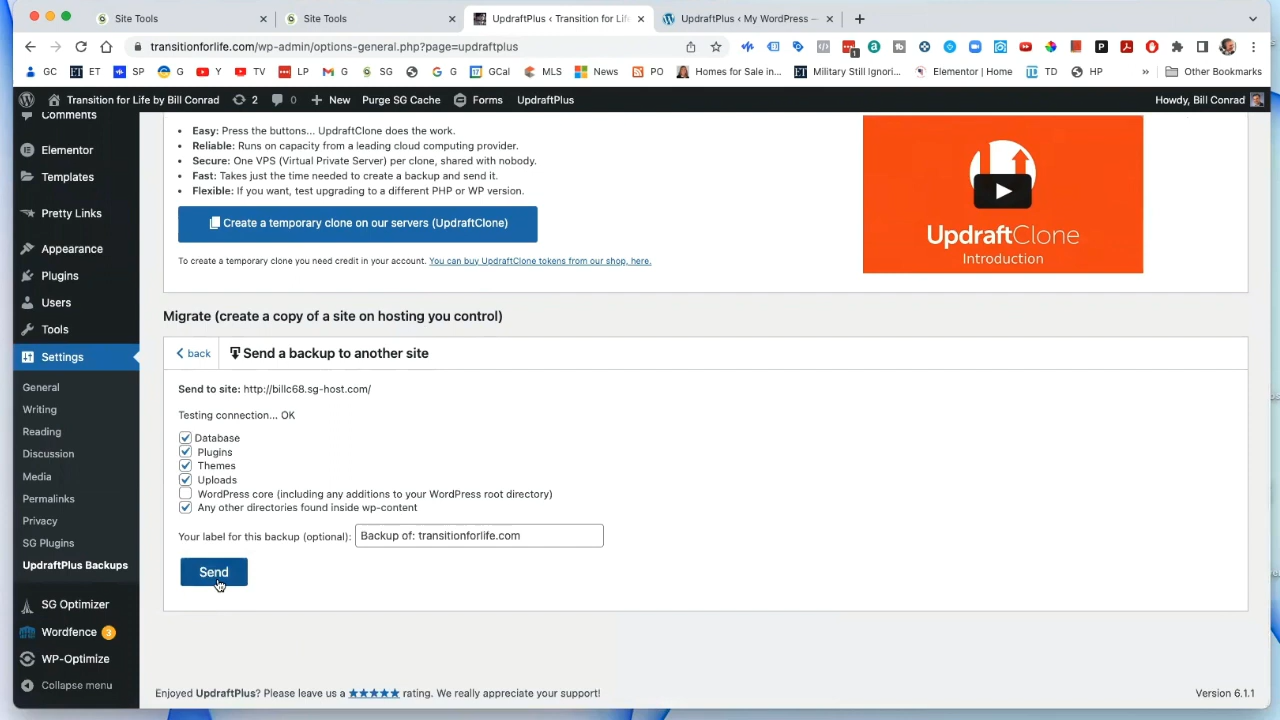 Site Tools
Site Tools
UpdraftPlus ‹ Transition for Life
UpdraftPlus ‹ My WordPress —
transitionforlife.com/wp-admin/options-general.php?page=updraftplus
1
GC
ET
SP
G
Y
TV
LP
G
SG
G
GCal
MLS
News
PO
Homes for Sale in...
Military Still Ignori...
Elementor | Home
TD
HP
»
Other Bookmarks
Transition for Life by Bill Conrad
2
0
New
Purge SG Cache
Forms
UpdraftPlus
Howdy, Bill Conrad
Comments
Elementor
Templates
Pretty Links
Appearance
Plugins
Users
Tools
Settings
General
Writing
Reading
Discussion
Media
Permalinks
Privacy
SG Plugins
UpdraftPlus Backups
SG Optimizer
Wordfence 3
WP-Optimize
Collapse menu
• Easy: Press the buttons... UpdraftClone does the work.
• Reliable: Runs on capacity from a leading cloud computing provider.
• Secure: One VPS (Virtual Private Server) per clone, shared with nobody.
• Fast: Takes just the time needed to create a backup and send it.
• Flexible: If you want, test upgrading to a different PHP or WP version.
Create a temporary clone on our servers (UpdraftClone)
To create a temporary clone you need credit in your account. You can buy UpdraftClone tokens from our shop, here.
UpdraftClone
Introduction
Migrate (create a copy of a site on hosting you control)
back
Send a backup to another site
Send to site: http://billc68.sg-host.com/
Testing connection... OK
Database
Plugins
Themes
Uploads
WordPress core (including any additions to your WordPress root directory)
Any other directories found inside wp-content
Your label for this backup (optional): Backup of: transitionforlife.com
Send
Enjoyed UpdraftPlus? Please leave us a ★★★★★ rating. We really appreciate your support!
Version 6.1.1